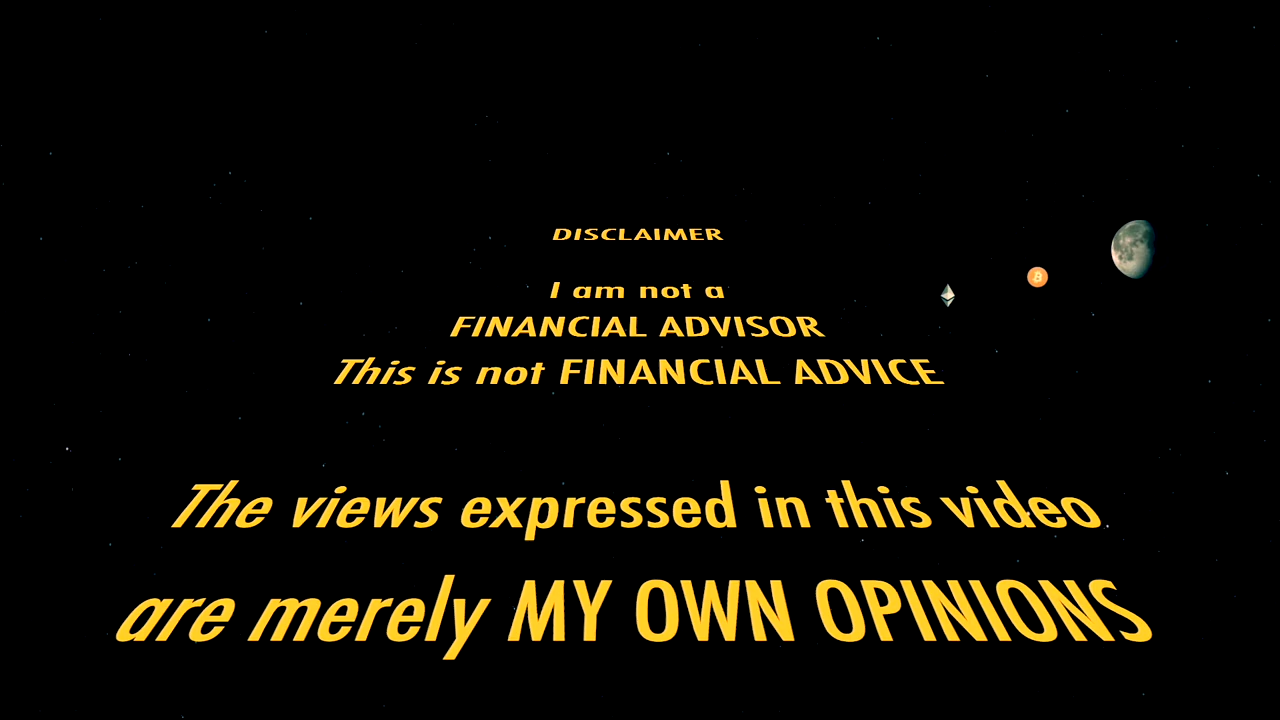 DISCLAIMER
I am not a
FINANCIAL ADVISOR
This is not FINANCIAL ADVICE
The views expressed in this video
are merely MY OWN OPINIONS